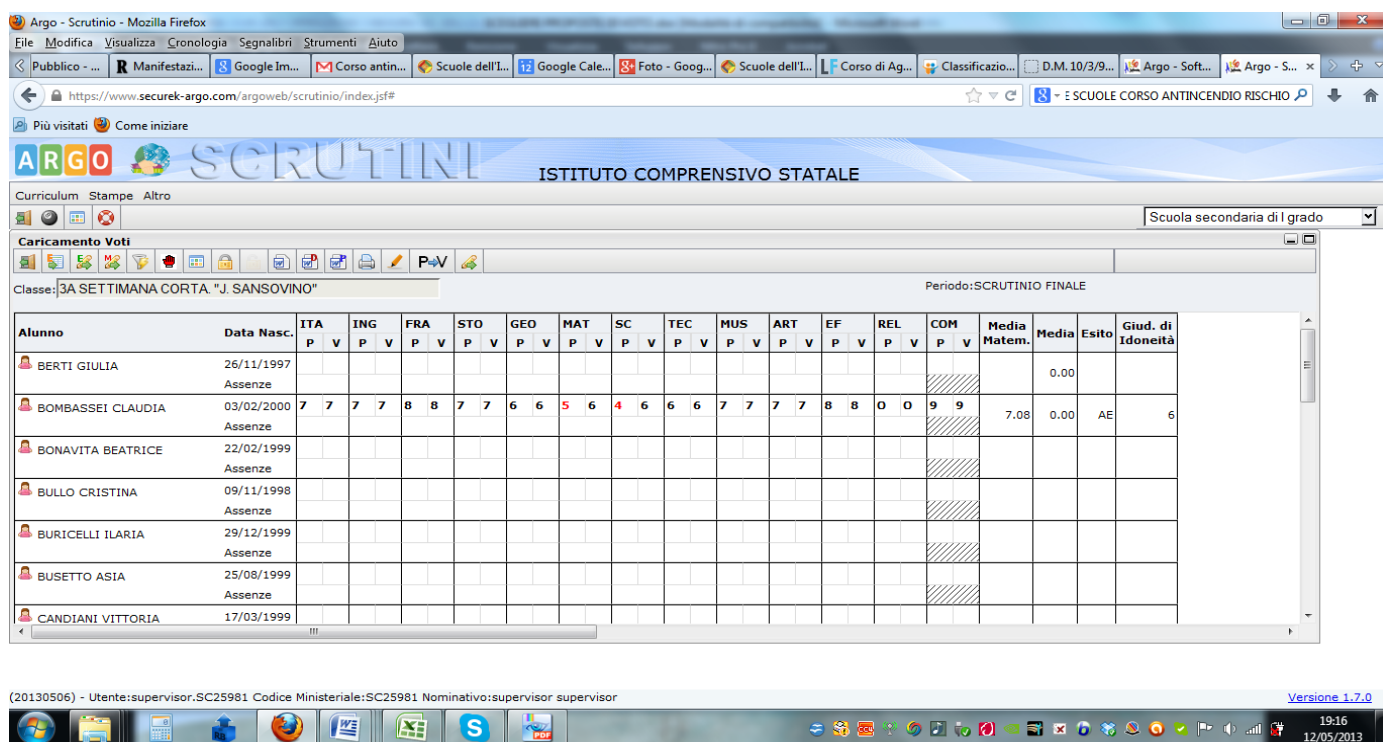 Argo - Scrutinio - Mozilla Firefox
File Modifica Visualizza Cronologia Segnalibri Strumenti Aiuto
Pubblico - ... Manifestazi... Google Im... Corso antin... Scuole dell'I... Google Cale... Foto - Goog... Scuole dell'I... Corso di Ag... Classificazio... D.M. 10/3/9... Argo - Soft... Argo - S...
https://www.securek-argo.com/argoweb/scrutinio/index.jsf# E SCUOLE CORSO ANTINCENDIO RISCHIO
Più visitati Come iniziare
ARGO SCRUTINI ISTITUTO COMPRENSIVO STATALE
Curriculum Stampe Altro
Scuola secondaria di I grado
Caricamento Voti
P⇒V
Classe: 3A SETTIMANA CORTA. "J. SANSOVINO" Periodo:SCRUTINIO FINALE
Alunno Data Nasc. ITA ING FRA STO GEO MAT SC TEC MUS ART EF REL COM Media Matem. Media Esito Giud. di Idoneità
P V P V P V P V P V P V P V P V P V P V P V P V P V
BERTI GIULIA 26/11/1997 0.00
Assenze
BOMBASSEI CLAUDIA 03/02/2000 7 7 7 7 8 8 7 7 6 6 5 6 4 6 6 6 7 7 7 7 8 8 O O 9 9 7.08 0.00 AE 6
Assenze
BONAVITA BEATRICE 22/02/1999
Assenze
BULLO CRISTINA 09/11/1998
Assenze
BURICELLI ILARIA 29/12/1999
Assenze
BUSETTO ASIA 25/08/1999
Assenze
CANDIANI VITTORIA 17/03/1999
(20130506) - Utente:supervisor.SC25981 Codice Ministeriale:SC25981 Nominativo:supervisor supervisor Versione 1.7.0
19:16
12/05/2013